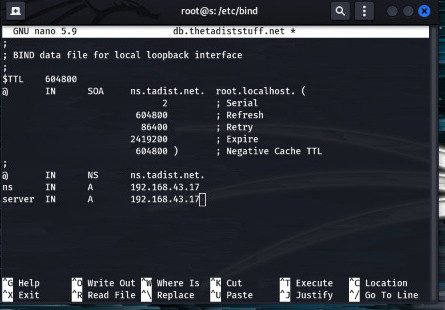 root@s: /etc/bind
GNU nano 5.9 db.thetadiststuff.net *
;
; BIND data file for local loopback interface
;
$TTL 604800
@ IN SOA ns.tadist.net. root.localhost. (
2 ; Serial
604800 ; Refresh
86400 ; Retry
2419200 ; Expire
604800 ) ; Negative Cache TTL
;
@ IN NS ns.tadist.net.
ns IN A 192.168.43.17
server IN A 192.168.43.17
^G Help ^O Write Out ^W Where Is ^K Cut ^T Execute ^C Location
^X Exit ^R Read File ^\ Replace ^U Paste ^J Justify ^/ Go To Line